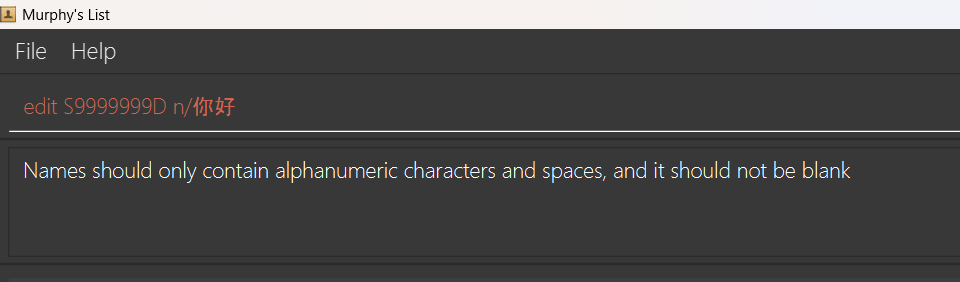 Murphy's List
File Help
edit S9999999D n/你好
Names should only contain alphanumeric characters and spaces, and it should not be blank